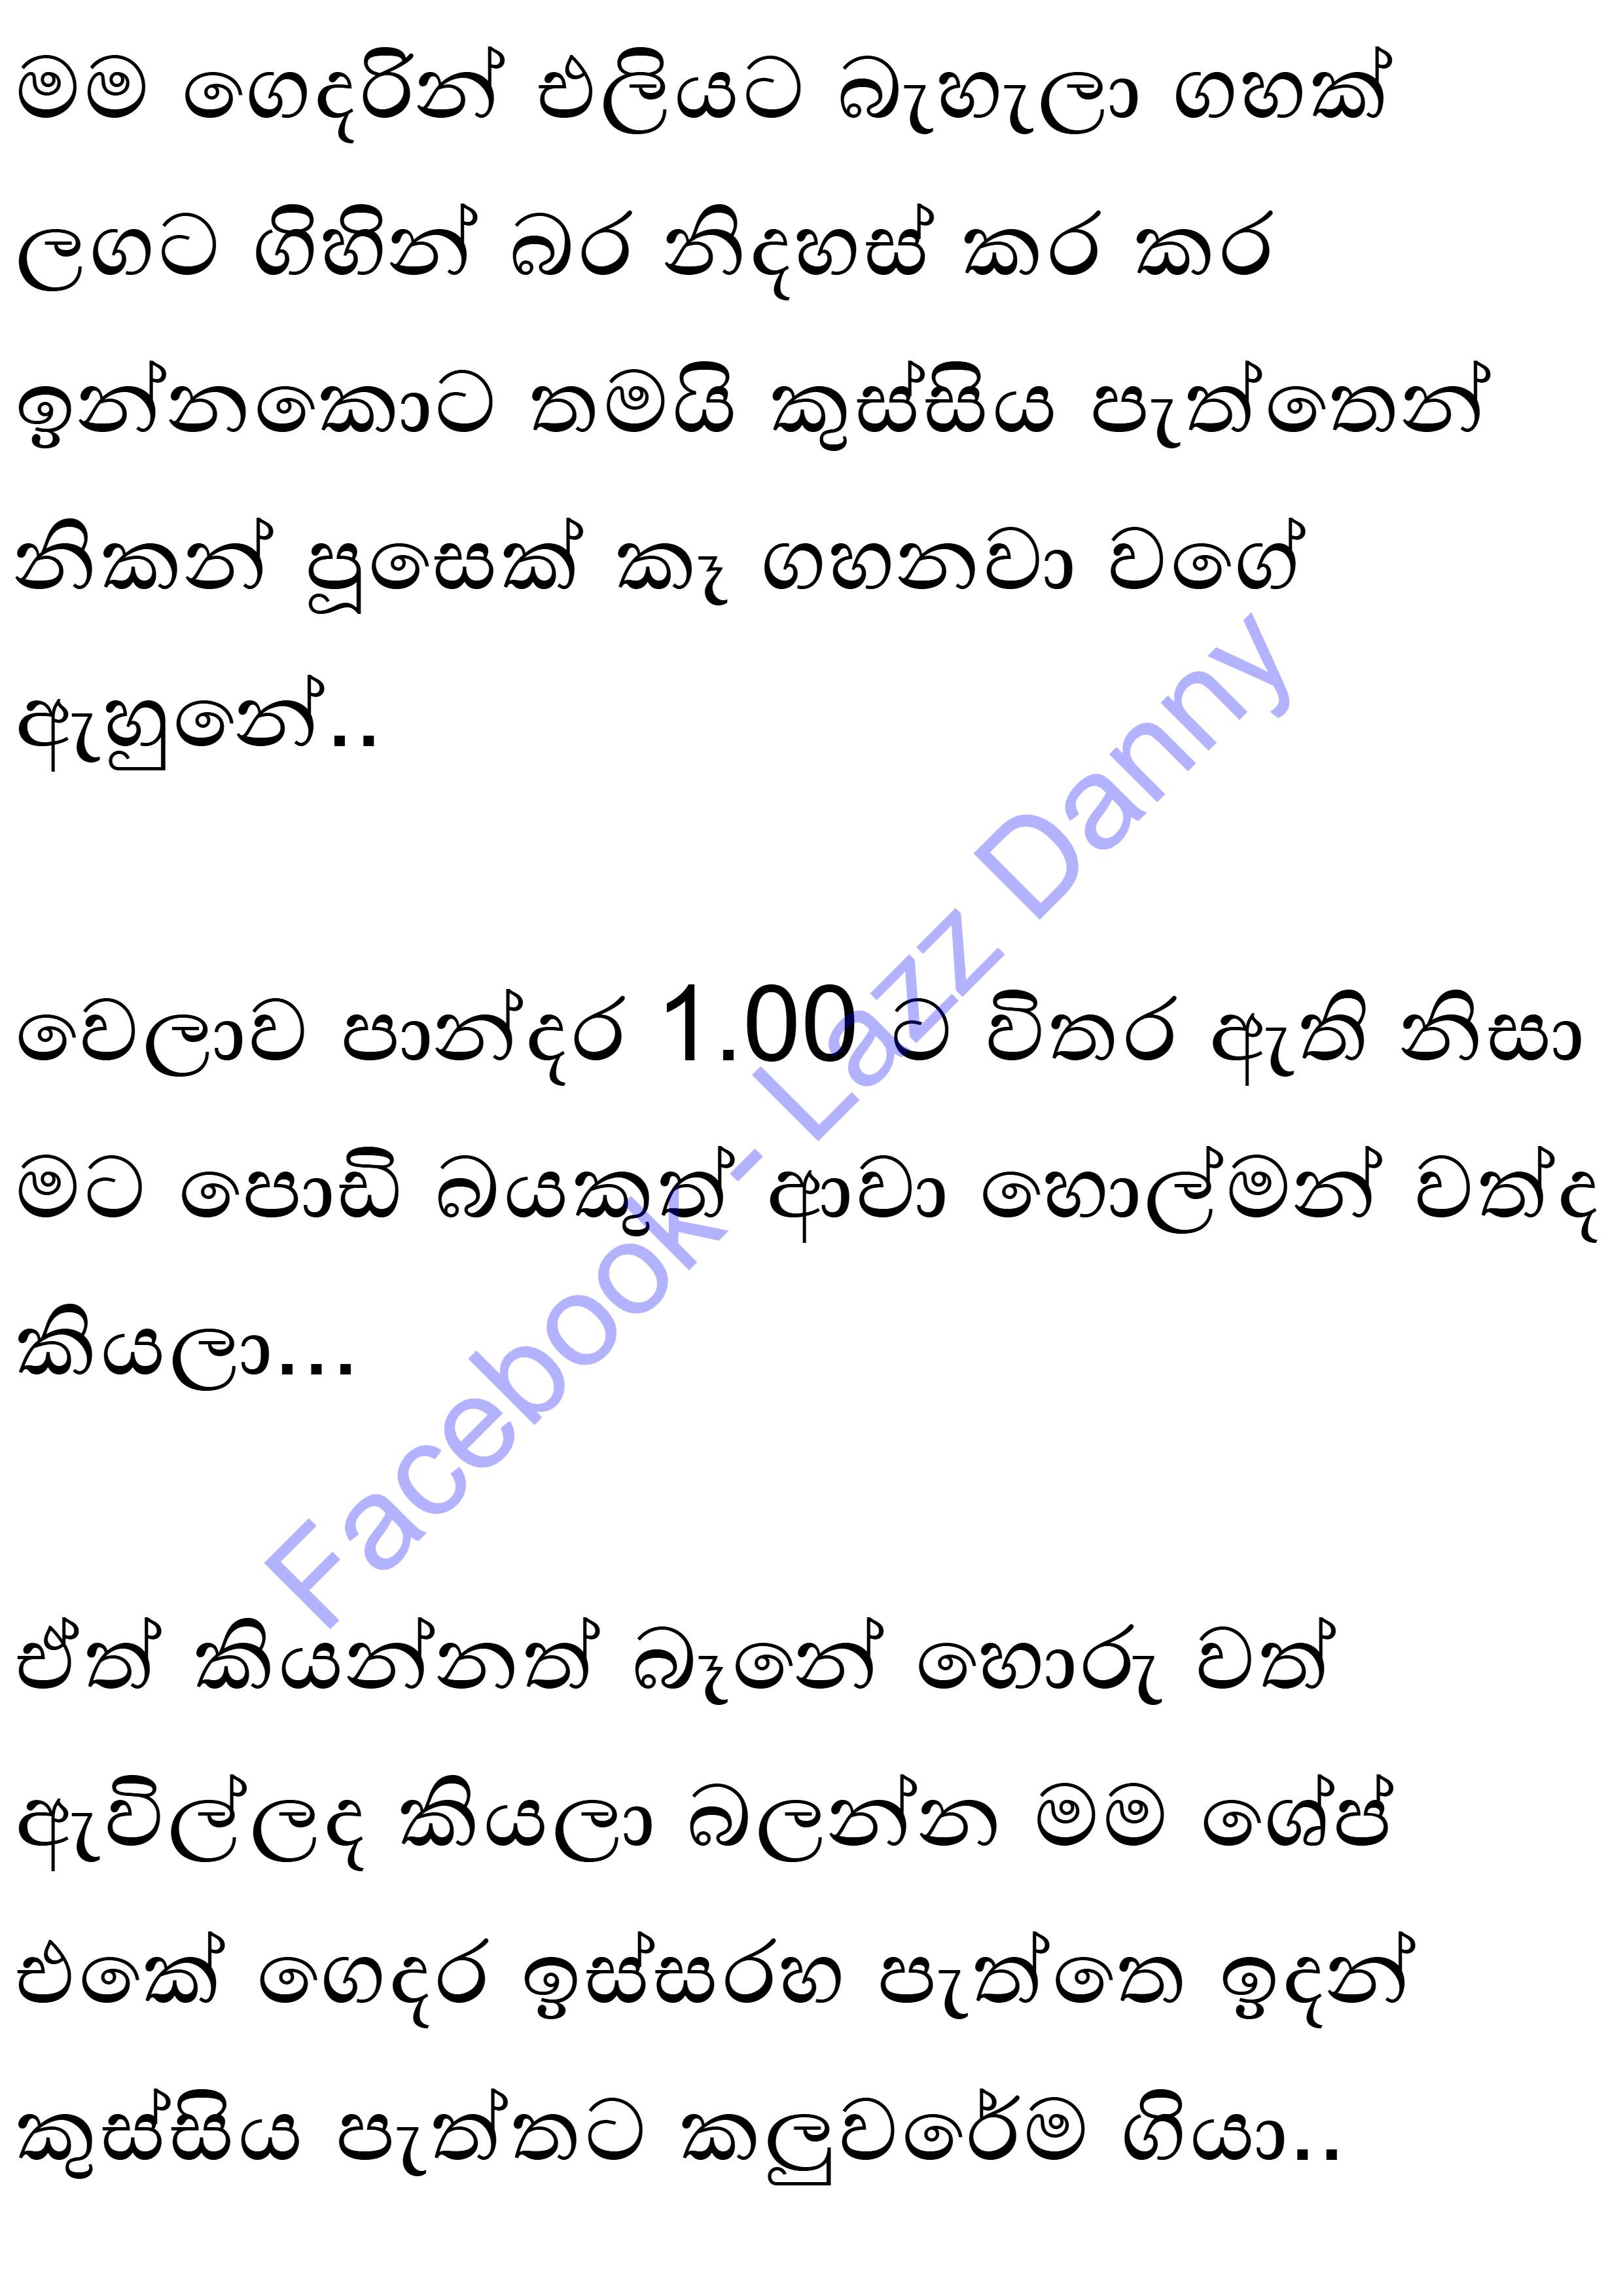 මම ගෙදරින් එලියට බැහැලා ගහක්
ලගට ගිහින් බර නිදහස් කර කර
ඉන්නකොට තමයි කුස්සිය පැත්තෙන්
නිකන් පූසෙක් කෑ ගහනවා වගේ
ඇහුනේ..
වෙලාව පාන්දර 1.00 ට විතර ඇති නිසා
මට පොඩි බයකුත් ආවා හොල්මන් වත්ද
කියලා...
ඒත් කියන්නත් බෑනේ හොරු වත්
ඇවිල්ලද කියලා බලන්න මම ශේප්
එකේ ගෙදර ඉස්සරහ පැත්තෙ ඉදන්
කුස්සිය පැත්තට කලුවරේම ගියා..
Facebook- Lazz Danny